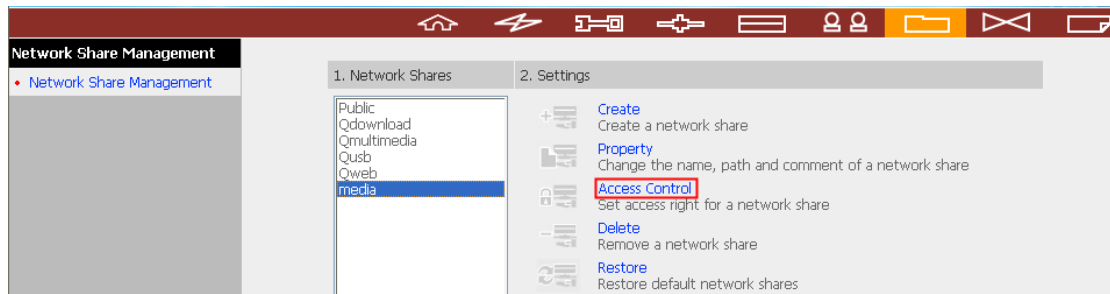 Network Share Management
• Network Share Management
1. Network Shares
2. Settings
Public
Qdownload
Qmultimedia
Qusb
Qweb
media
Create
Create a network share
Property
Change the name, path and comment of a network share
Access Control
Set access right for a network share
Delete
Remove a network share
Restore
Restore default network shares